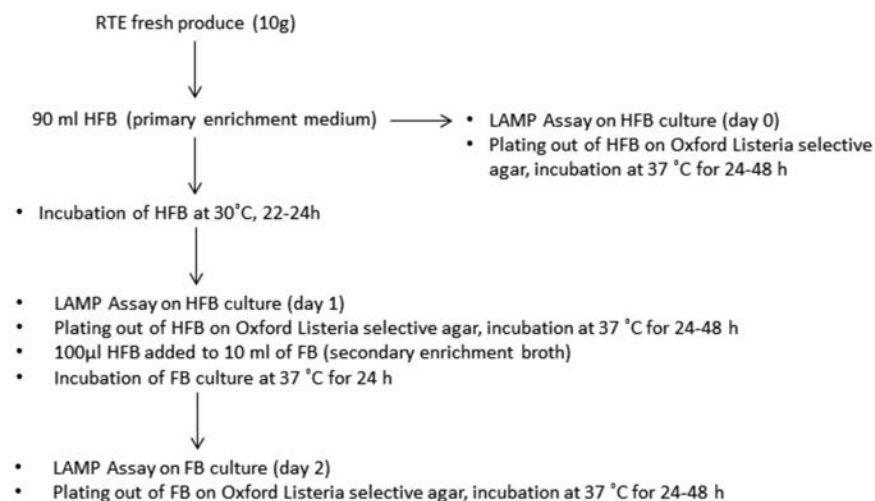 RTE fresh produce (10g)
90 ml HFB (primary enrichment medium)
• LAMP Assay on HFB culture (day 0)
• Plating out of HFB on Oxford Listeria selective
agar, incubation at 37 ˚C for 24-48 h
• Incubation of HFB at 30˚C, 22-24h
• LAMP Assay on HFB culture (day 1)
• Plating out of HFB on Oxford Listeria selective agar, incubation at 37 ˚C for 24-48 h
• 100µl HFB added to 10 ml of FB (secondary enrichment broth)
• Incubation of FB culture at 37 ˚C for 24 h
• LAMP Assay on FB culture (day 2)
• Plating out of FB on Oxford Listeria selective agar, incubation at 37 ˚C for 24-48 h